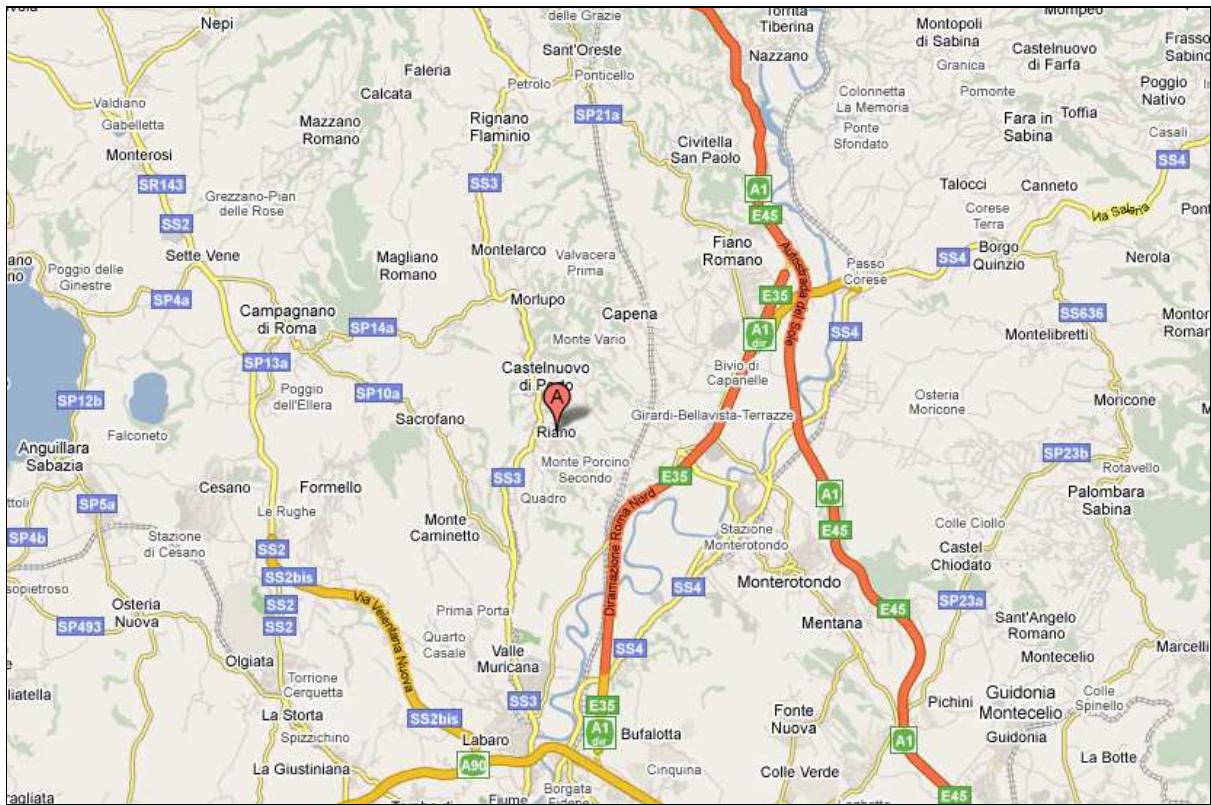 Nepi
delle Grazie
Torrita
Tiberina
Mompeo
Montopoli
di Sabina
Frasso
Sabino
Sant'Oreste
Nazzano
Castelnuovo
di Farfa
Faleria
Ponticello
Granica
Calcata
Petrolo
Colonnetta
La Memoria
Pomonte
Poggio
Nativo
Valdiano
Gabelletta
Mazzano
Romano
Rignano
Flaminio
SP21a
Ponte
Sfondato
Fara in
Sabina
Toffia
Casali
Monterosi
Civitella
San Paolo
SS4
SR143
SS3
A1
Talocci
Canneto
Grezzano-Pian
delle Rose
SS2
E45
Corese
Terra
Via Salaria
Sette Vene
Montelarco
Fiano
Romano
Autostrada del Sole
Borgo
Quinzio
Poggio delle
Ginestre
Magliano
Romano
Valvacera
Prima
Passo
Corese
SS4
Nerola
SP4a
Morlupo
E35
Campagnano
di Roma
SP14a
Capena
A1
dir
SS4
SS636
Monte Vario
Montelibretti
SP13a
Castelnuovo
di Porto
Bivio di
Capanelle
Poggio
dell'Ellera
SP10a
A
SP12b
Sacrofano
Girardi-Bellavista-Terrazze
Osteria
Moricone
Moricone
Falconeto
Riano
Anguillara
Sabazia
Monte Porcino
Secondo
E35
SP23b
Rotavello
Cesano
Formello
SS3
Quadro
A1
Palombara
Sabina
SP5a
Le Rughe
Diramazione Roma Nord
SP4b
Stazione
di Cesano
Monte
Caminetto
Stazione
Monterotondo
E45
Colle Ciollo
SS2
Castel
Chiodato
SS2bis
SS4
Monterotondo
Osteria
Nuova
SS2
Via Veientana Nuova
Prima Porta
E45
SP23a
SP493
SS2
Quarto
Casale
Mentana
Sant'Angelo
Romano
Olgiata
Valle
Muricana
SS4
Montecelio
Marcelli
Torrione
Cerquetta
SS3
E35
Pichini
Guidonia
Montecelio
Colle
Spinello
La Storta
SS2bis
A1
dir
Bufalotta
Fonte
Nuova
Spizzichino
Labaro
A1
Guidonia
La Giustiniana
A90
Cinquina
Colle Verde
La Botte
Borgata
E45